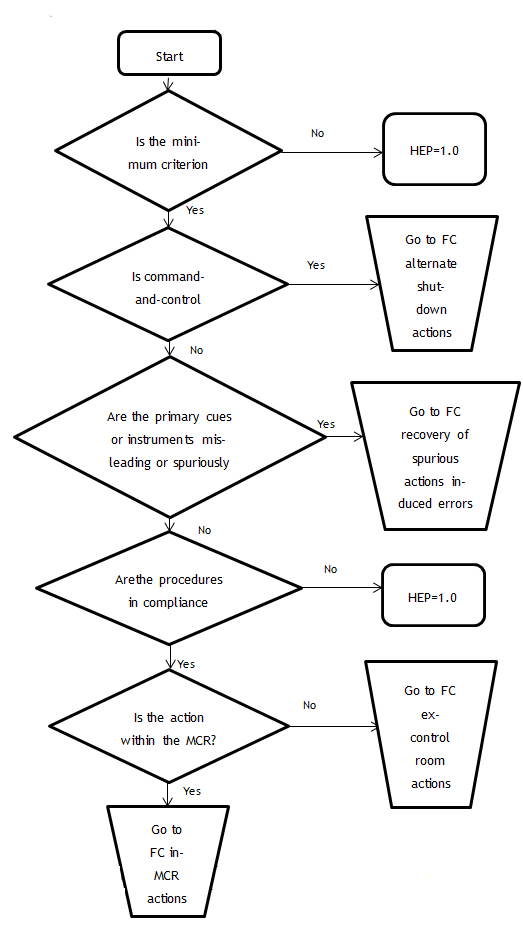 Start
Is the mini-
mum criterion
No
HEP=1.0
Yes
Is command-
and-control
Yes
Go to FC
alternate
shut-
down
actions
No
Are the primary cues
or instruments mis-
leading or spuriously
Yes
Go to FC
recovery of
spurious
actions in-
duced errors
No
Arethe procedures
in compliance
No
HEP=1.0
Yes
Is the action
within the MCR?
No
Go to FC
ex-
control
room
actions
Yes
Go to
FC in-
MCR
actions